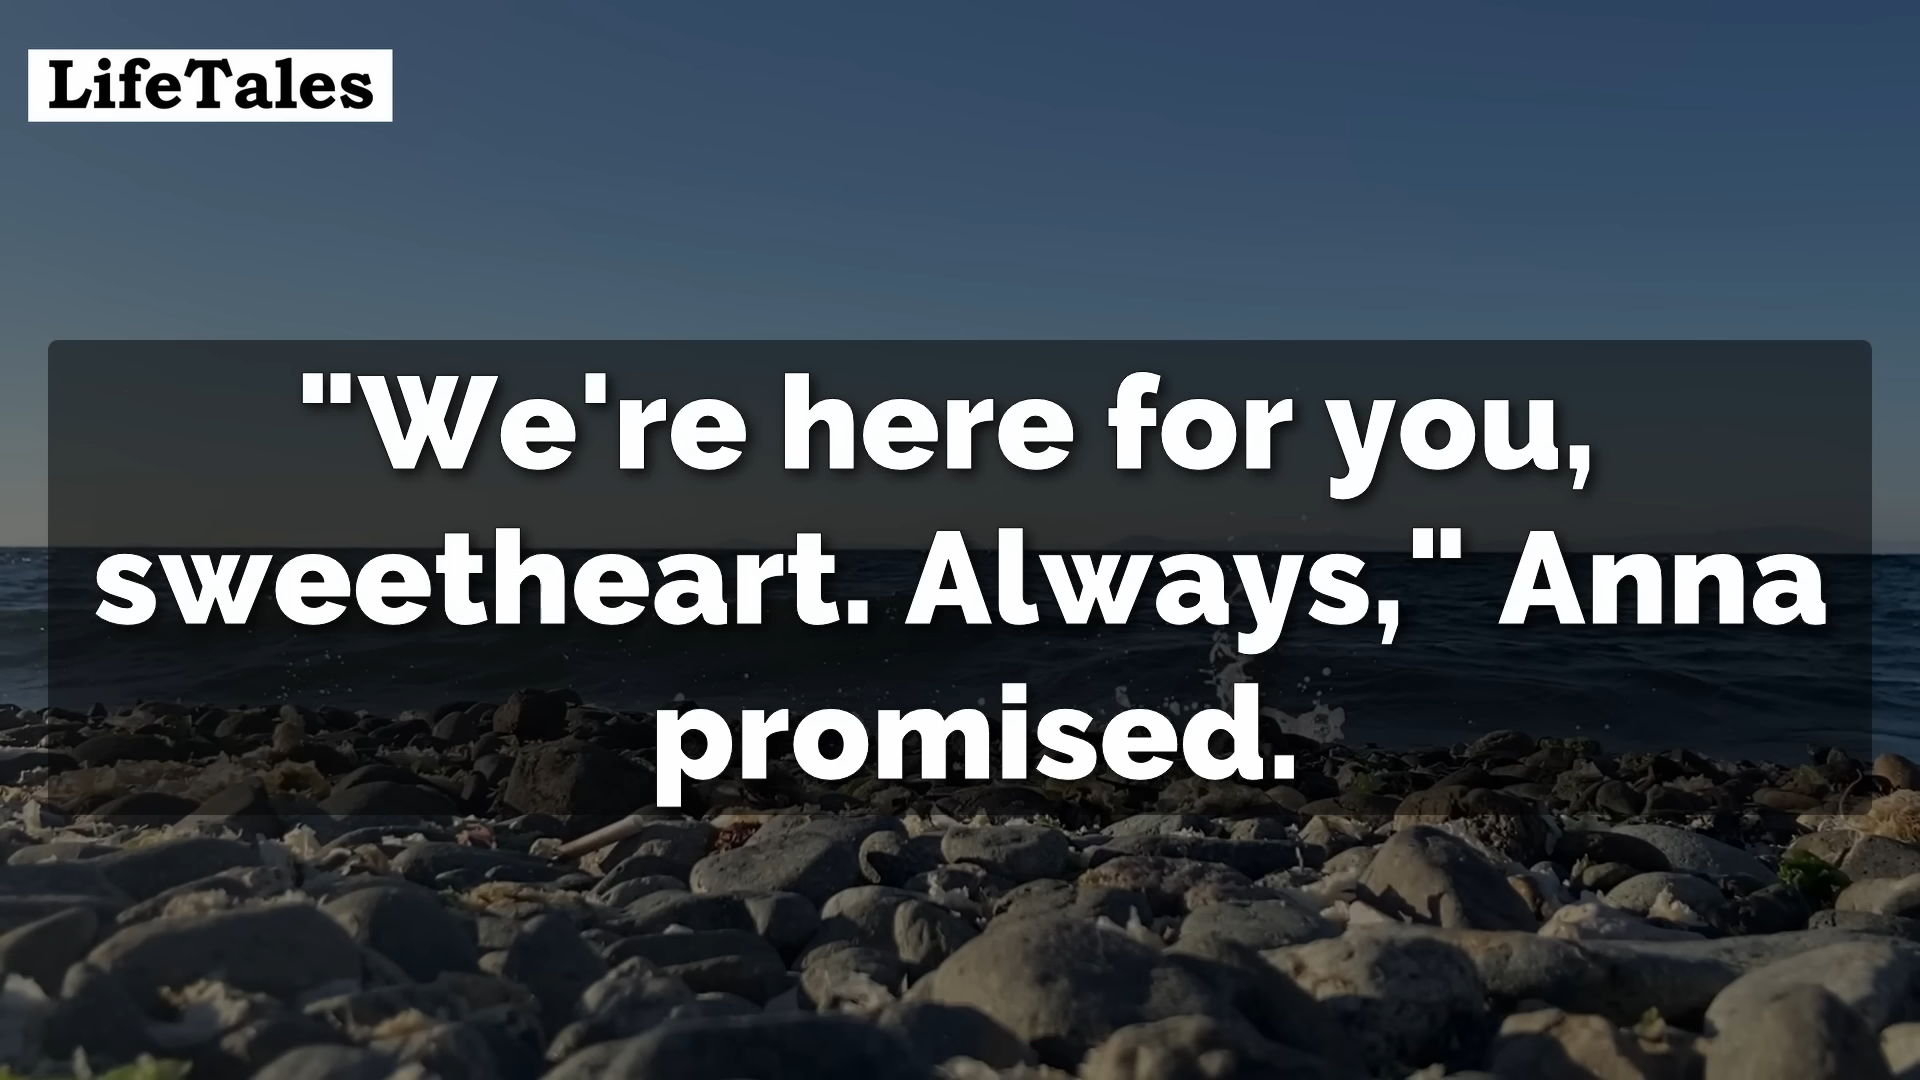 LifeTales
"We're here for you,
sweetheart. Always," Anna
promised.